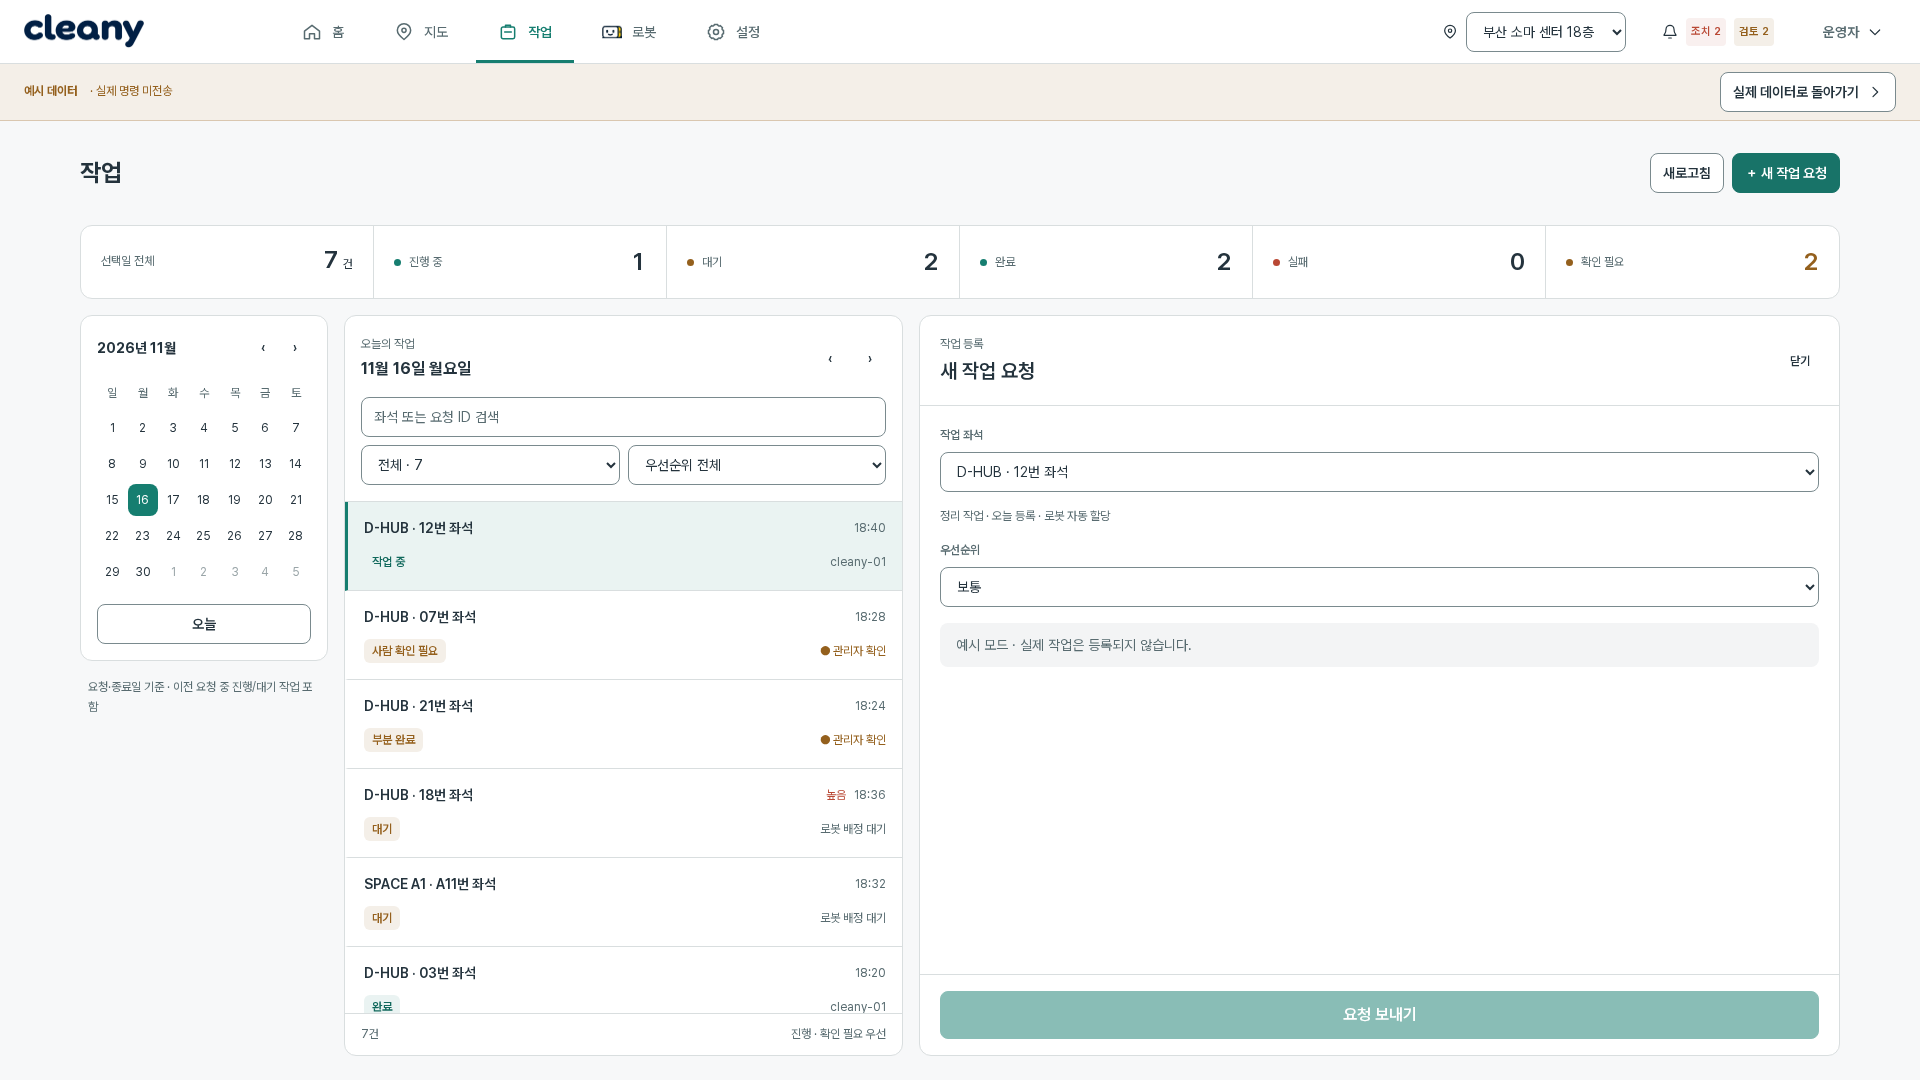 cleany
홈
지도
작업
로봇
설정
부산 소마 센터 18층
조치 2
검토 2
운영자
예시 데이터 · 실제 명령 미전송
실제 데이터로 돌아가기
작업
새로고침
+ 새 작업 요청
선택일 전체 7 건
진행 중 1
대기 2
완료 2
실패 0
확인 필요 2
2026년 11월 ‹ ›
일 월 화 수 목 금 토
1 2 3 4 5 6 7
8 9 10 11 12 13 14
15 16 17 18 19 20 21
22 23 24 25 26 27 28
29 30 1 2 3 4 5
오늘
요청·종료일 기준 · 이전 요청 중 진행/대기 작업 포
함
오늘의 작업
11월 16일 월요일 ‹ ›
좌석 또는 요청 ID 검색
전체 · 7
우선순위 전체
D-HUB · 12번 좌석 18:40
작업 중 cleany-01
D-HUB · 07번 좌석 18:28
사람 확인 필요 ● 관리자 확인
D-HUB · 21번 좌석 18:24
부분 완료 ● 관리자 확인
D-HUB · 18번 좌석 높음 18:36
대기 로봇 배정 대기
SPACE A1 · A11번 좌석 18:32
대기 로봇 배정 대기
D-HUB · 03번 좌석 18:20
완료 cleany-01
7건 진행 · 확인 필요 우선
작업 등록
새 작업 요청
닫기
작업 좌석
D-HUB · 12번 좌석
정리 작업 · 오늘 등록 · 로봇 자동 할당
우선순위
보통
예시 모드 · 실제 작업은 등록되지 않습니다.
요청 보내기